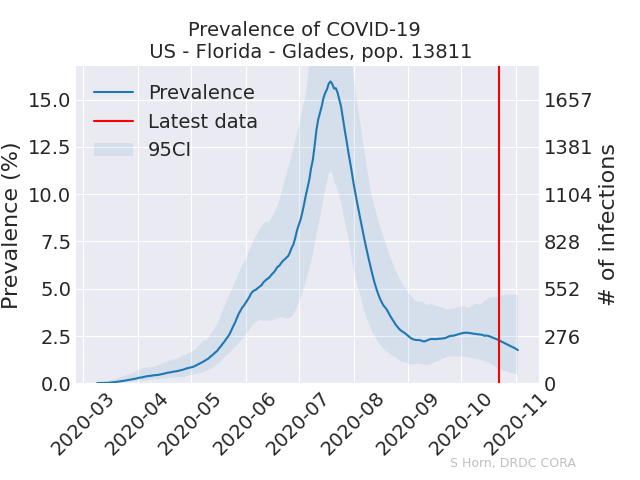 Prevalence of COVID-19
US - Florida - Glades, pop. 13811
Prevalence
Latest data
95CI
Prevalence (%)
15.0
12.5
10.0
7.5
5.0
2.5
0.0
1657
1381
1104
828
552
276
0
# of infections
2020-03
2020-04
2020-05
2020-06
2020-07
2020-08
2020-09
2020-10
2020-11
S Horn, DRDC CORA